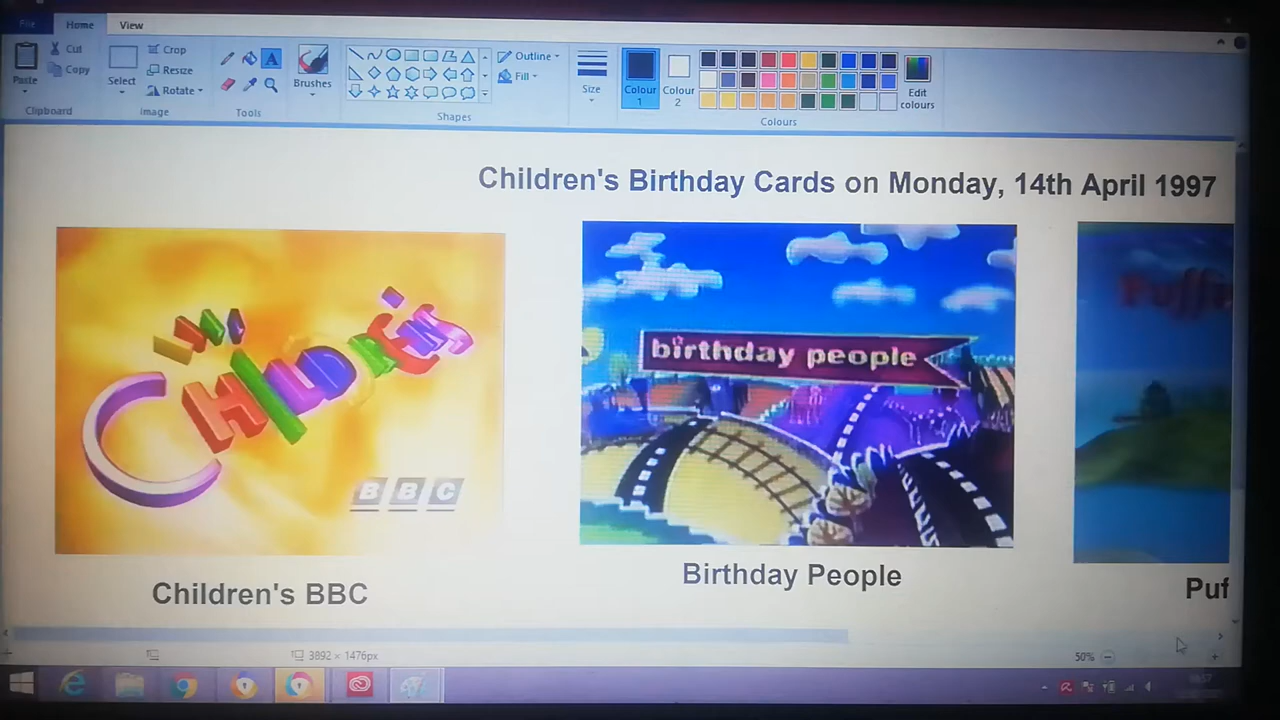 File Home View
Paste
Cut
Copy
Clipboard
Select
Crop
Resize
Rotate
Image
Tools
Brushes
Shapes
Outline
Fill
Size
Colour 1
Colour 2
Edit colours
Colours
Children's Birthday Cards on Monday, 14th April 1997
CHILDREN'S
BBC
birthday people
Children's BBC
Birthday People
Puf
3892 × 1476px
50%